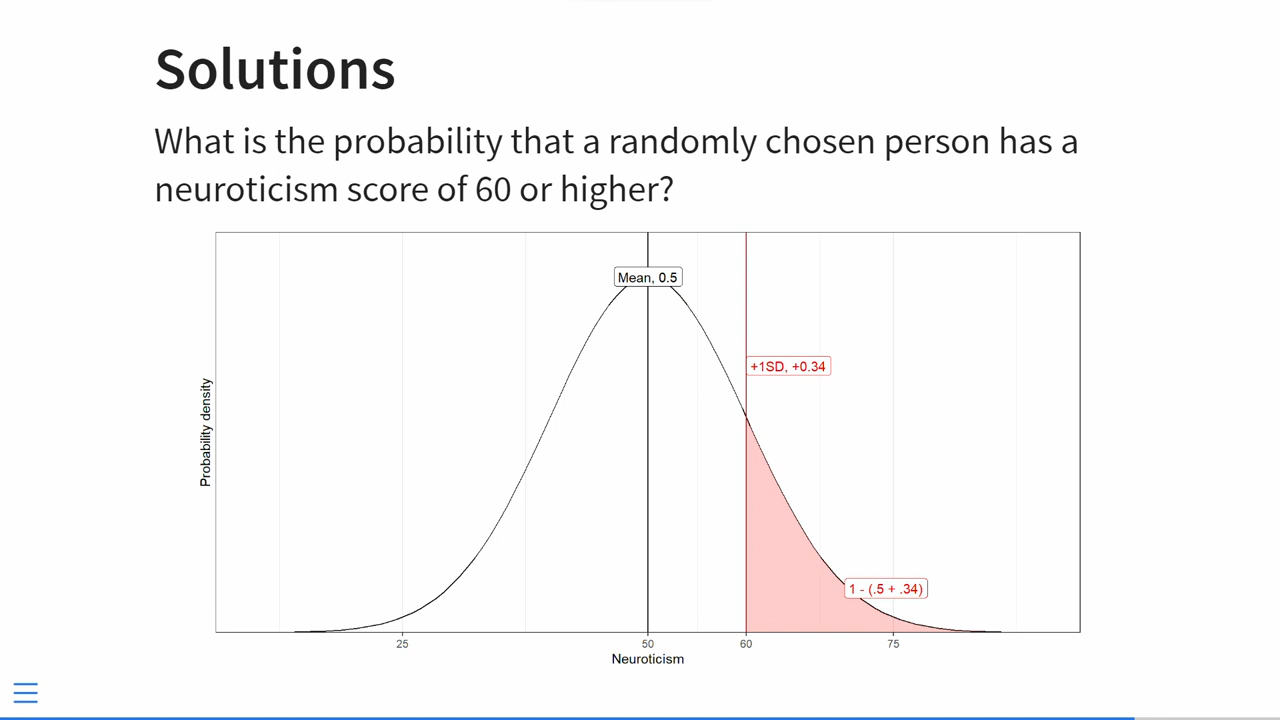 Solutions
What is the probability that a randomly chosen person has a
neuroticism score of 60 or higher?
Mean, 0.5
+1SD, +0.34
Probability density
1 - (.5 + .34)
25 50 60 75
Neuroticism